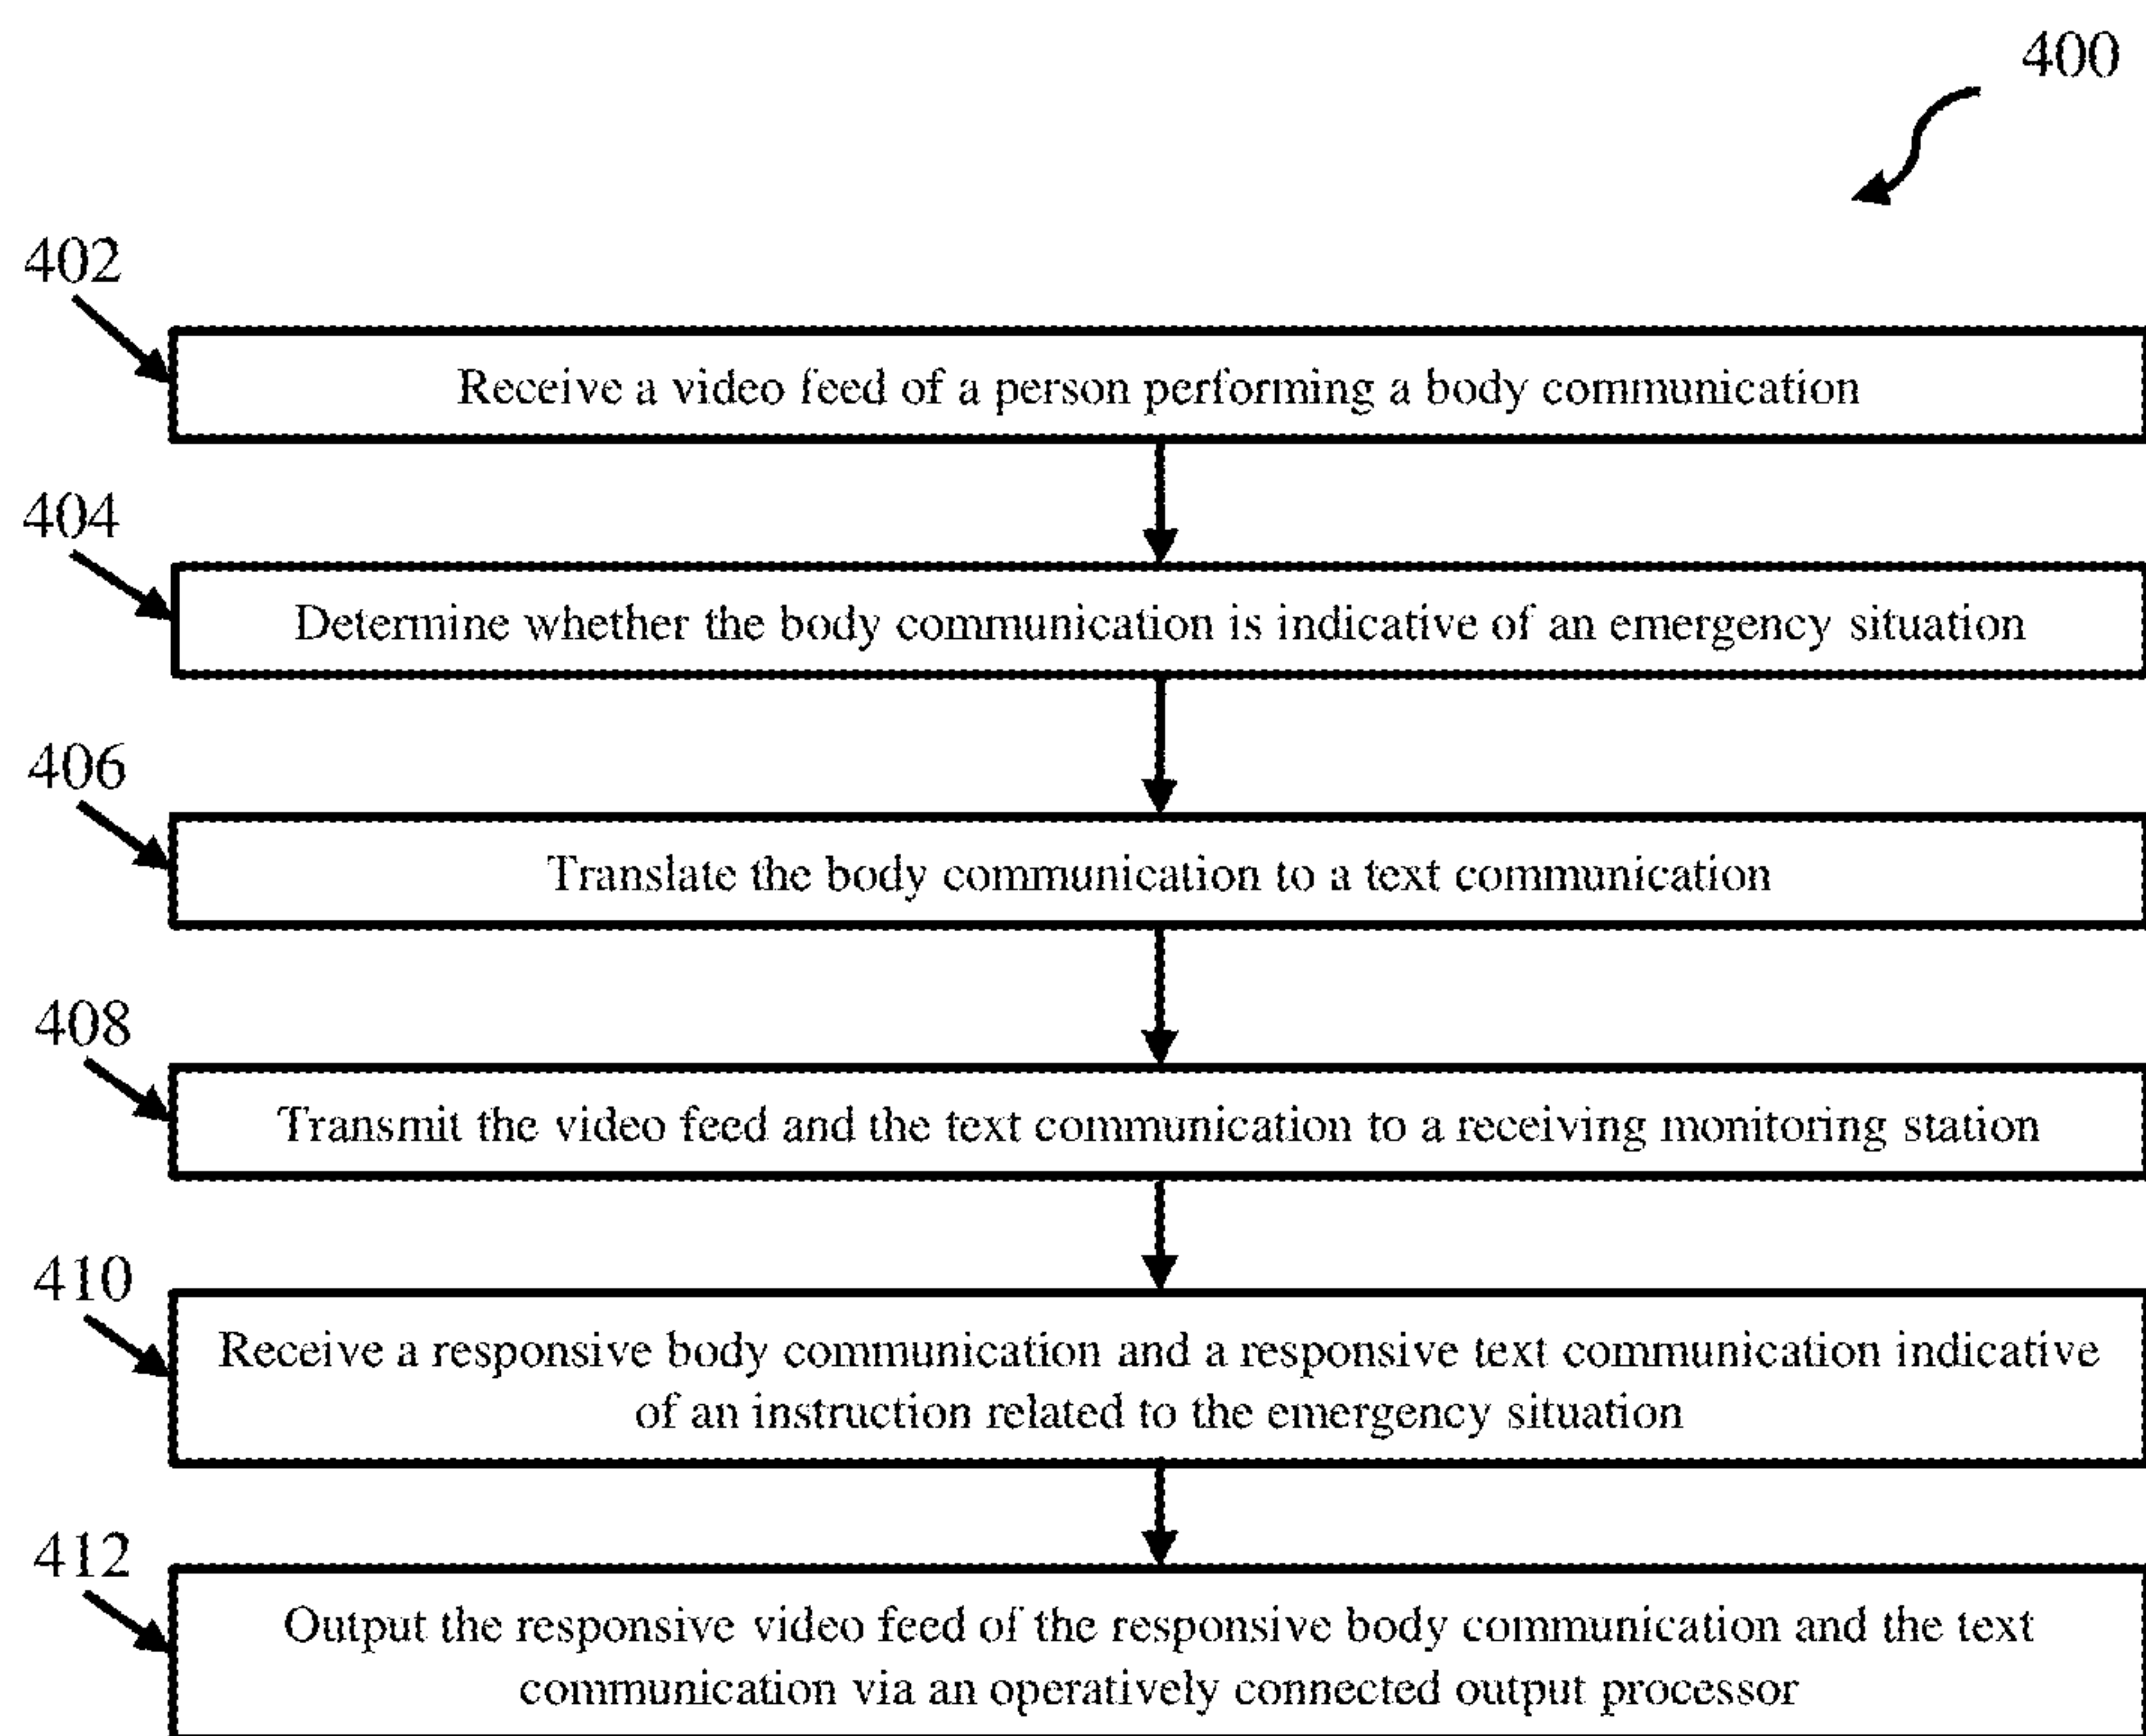 400
402
Receive a video feed of a person performing a body communication
404
Determine whether the body communication is indicative of an emergency situation
406
Translate the body communication to a text communication
408
Transmit the video feed and the text communication to a receiving monitoring station
410
Receive a responsive body communication and a responsive text communication indicative
of an instruction related to the emergency situation
412
Output the responsive video feed of the responsive body communication and the text
communication via an operatively connected output processor